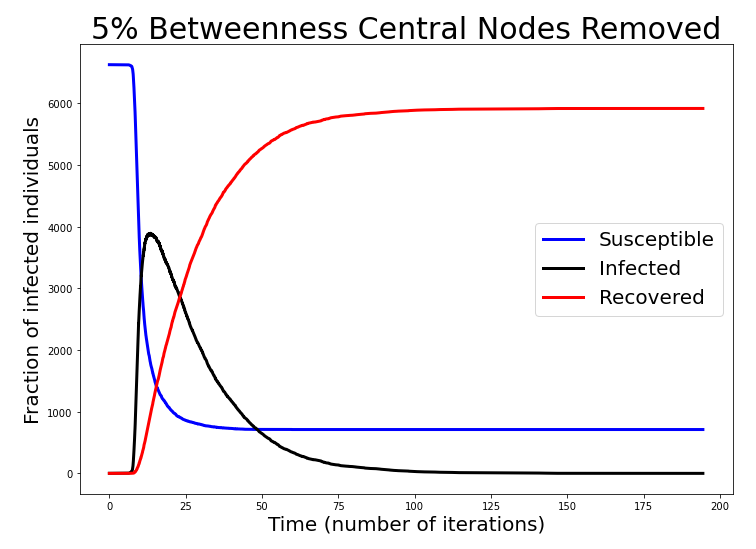 5% Betweenness Central Nodes Removed
Fraction of infected individuals
6000
5000
4000
3000
2000
1000
0
Susceptible
Infected
Recovered
0 25 50 75 100 125 150 175 200
Time (number of iterations)